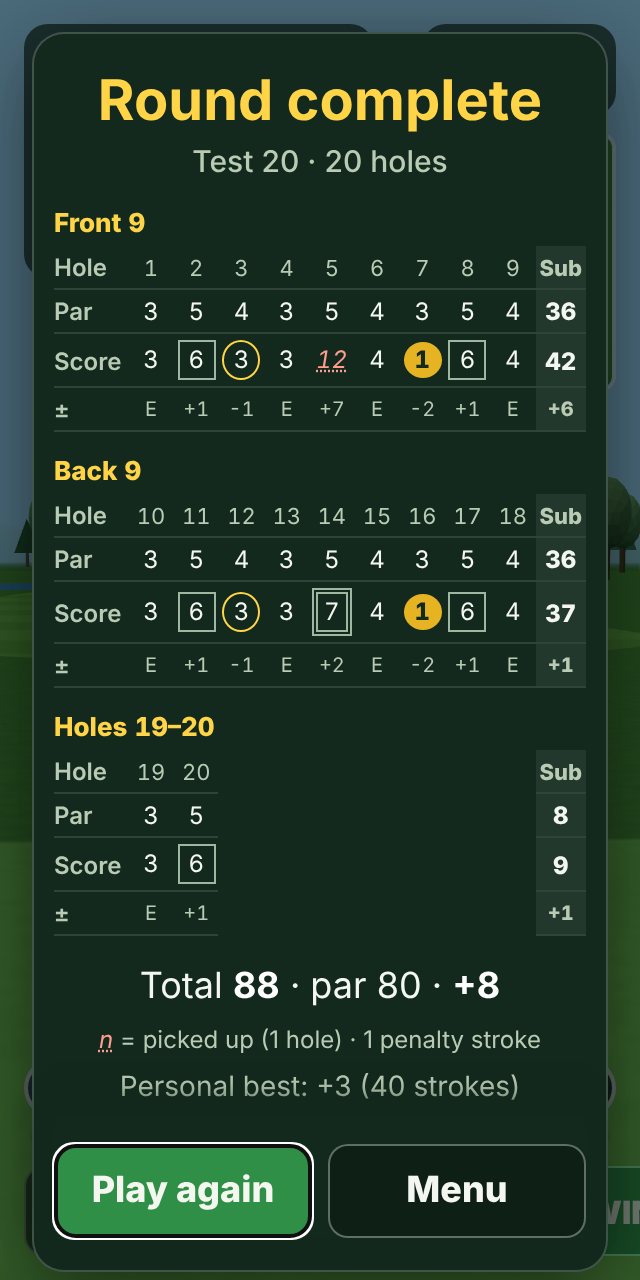 Round complete
Test 20 · 20 holes
Front 9
Hole 1 2 3 4 5 6 7 8 9 Sub
Par 3 5 4 3 5 4 3 5 4 36
Score 3 6 3 3 12 4 1 6 4 42
± E +1 -1 E +7 E -2 +1 E +6
Back 9
Hole 10 11 12 13 14 15 16 17 18 Sub
Par 3 5 4 3 5 4 3 5 4 36
Score 3 6 3 3 7 4 1 6 4 37
± E +1 -1 E +2 E -2 +1 E +1
Holes 19–20
Hole 19 20 Sub
Par 3 5 8
Score 3 6 9
± E +1 +1
Total 88 · par 80 · +8
n = picked up (1 hole) · 1 penalty stroke
Personal best: +3 (40 strokes)
Play again Menu